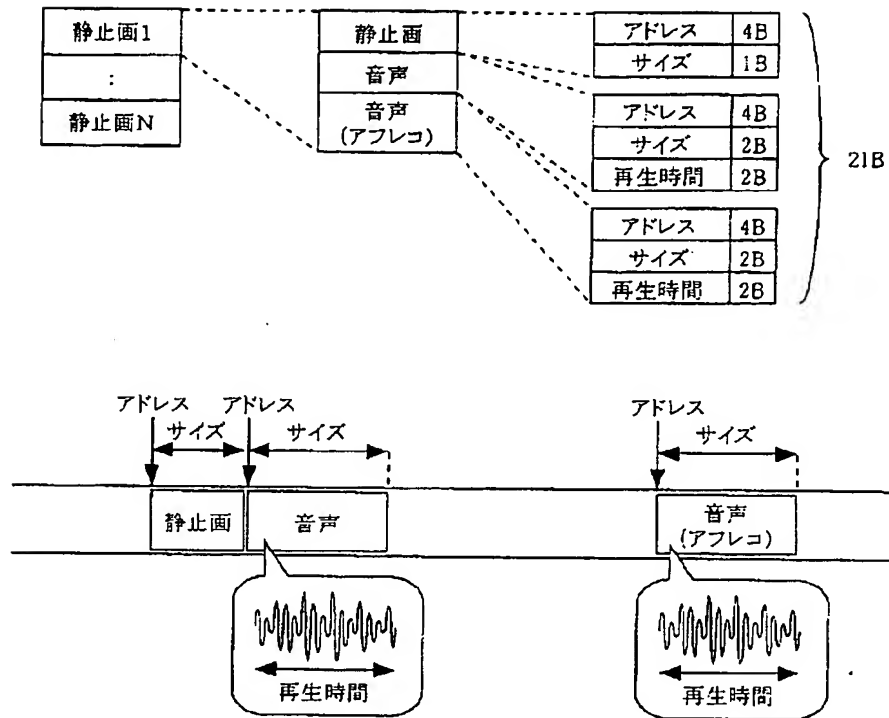 静止画1
:
静止画N
静止画
音声
音声
(アフレコ)
アドレス 4B
サイズ 1B
アドレス 4B
サイズ 2B
再生時間 2B
アドレス 4B
サイズ 2B
再生時間 2B
21B
アドレス アドレス アドレス
サイズ サイズ サイズ
静止画 音声 音声
(アフレコ)
再生時間 再生時間